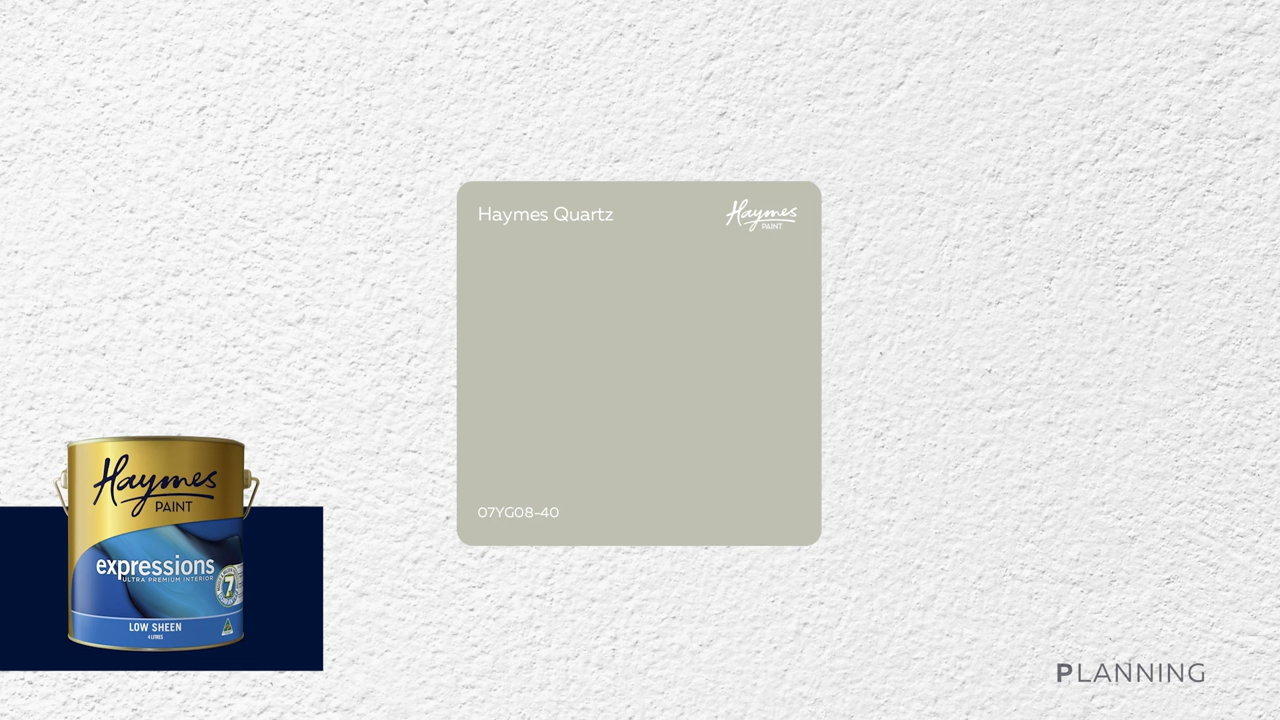 Haymes Quartz
Haymes
PAINT
07YG08-40
Haymes
PAINT
expressions
ULTRA PREMIUM INTERIOR
7
LOW SHEEN
4 LITRES
PLANNING